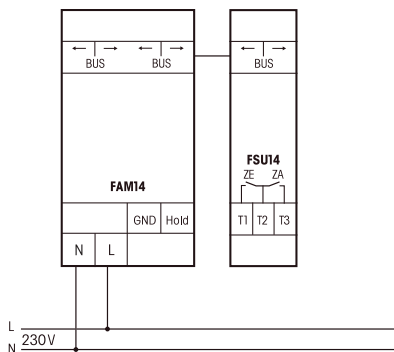 ← → ← → ← →
BUS BUS BUS
FSU14
ZE ZA
FAM14
GND Hold T1 T2 T3
N L
L
230V
N